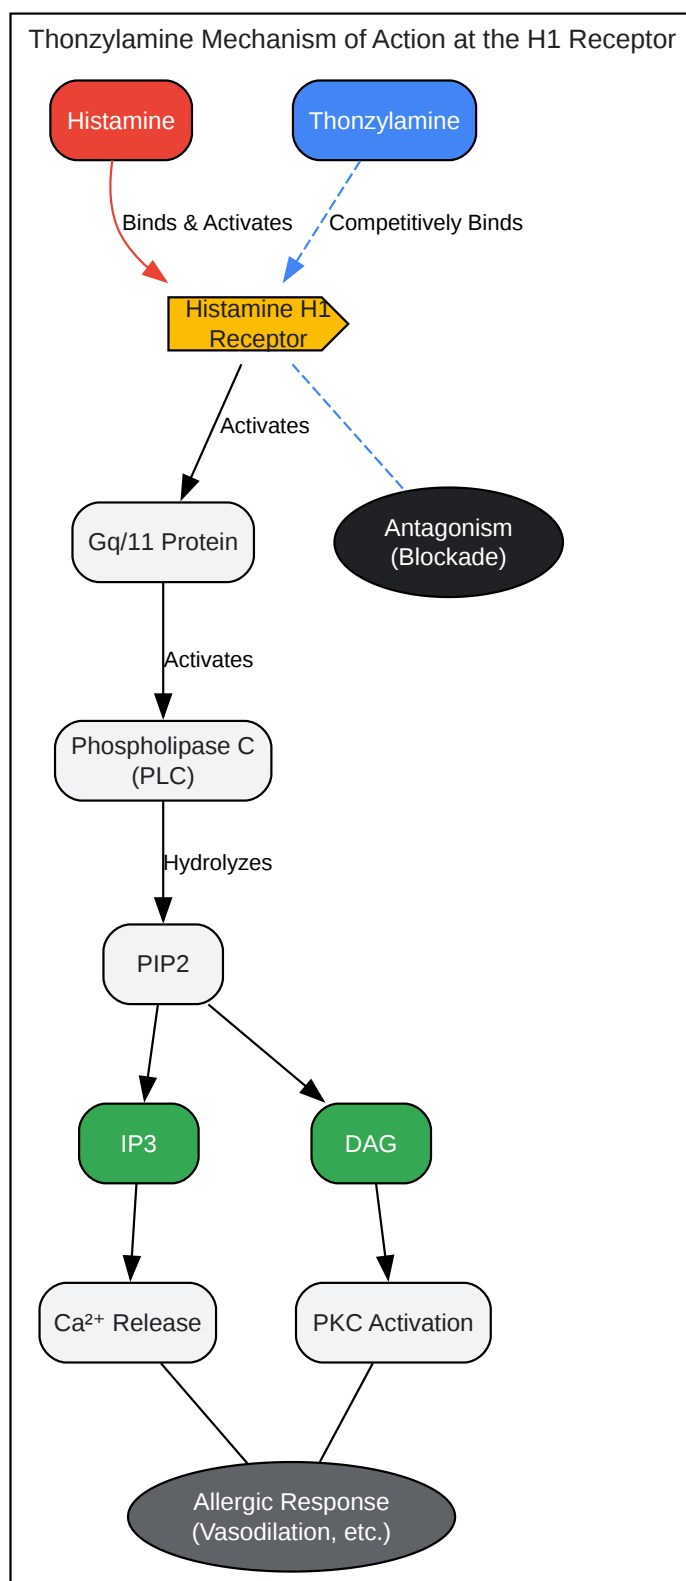 Thonzylamine Mechanism of Action at the H1 Receptor
Histamine
Thonzylamine
Binds & Activates
Competitively Binds
Histamine H1
Receptor
Activates
Gq/11 Protein
Antagonism
(Blockade)
Activates
Phospholipase C
(PLC)
Hydrolyzes
PIP2
IP3
DAG
Ca²⁺ Release
PKC Activation
Allergic Response
(Vasodilation, etc.)